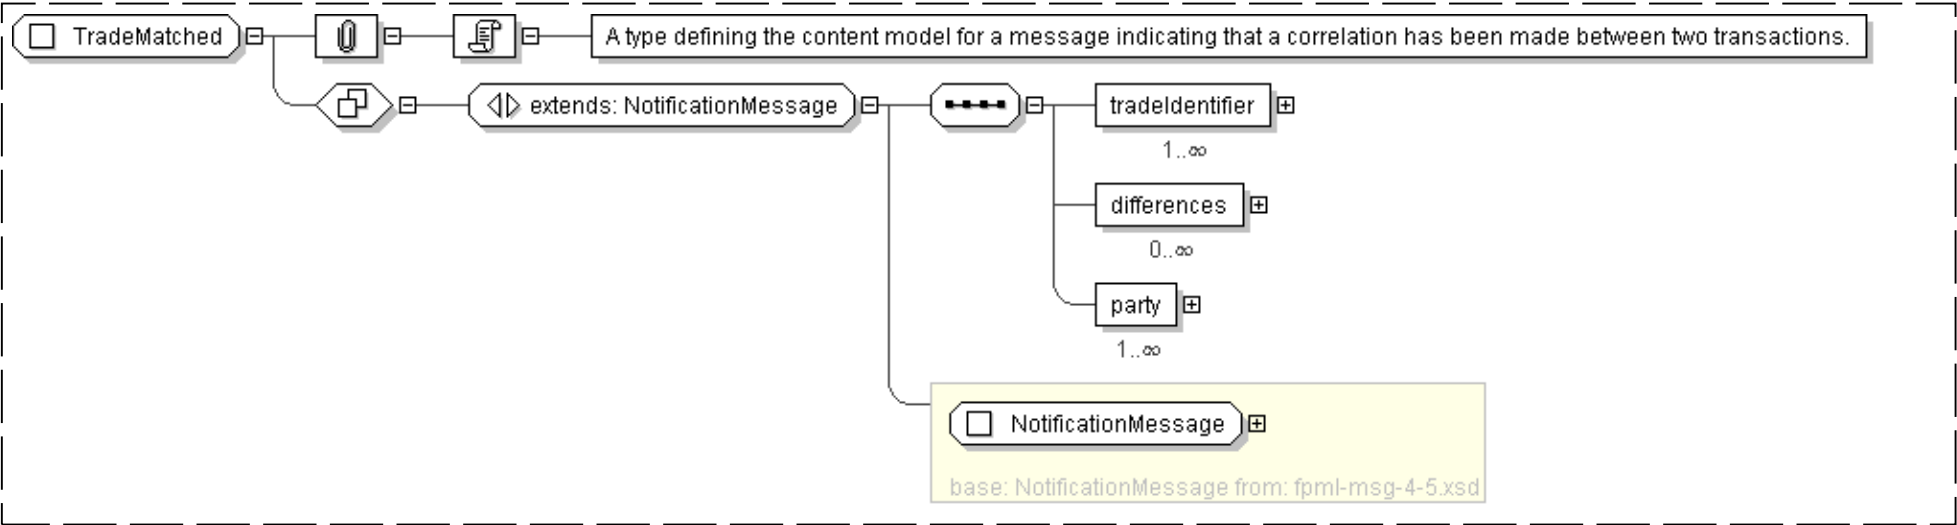 TradeMatched
A type defining the content model for a message indicating that a correlation has been made between two transactions.
extends: NotificationMessage
tradeIdentifier
1..∞
differences
0..∞
party
1..∞
NotificationMessage
base: NotificationMessage from: fpml-msg-4-5.xsd